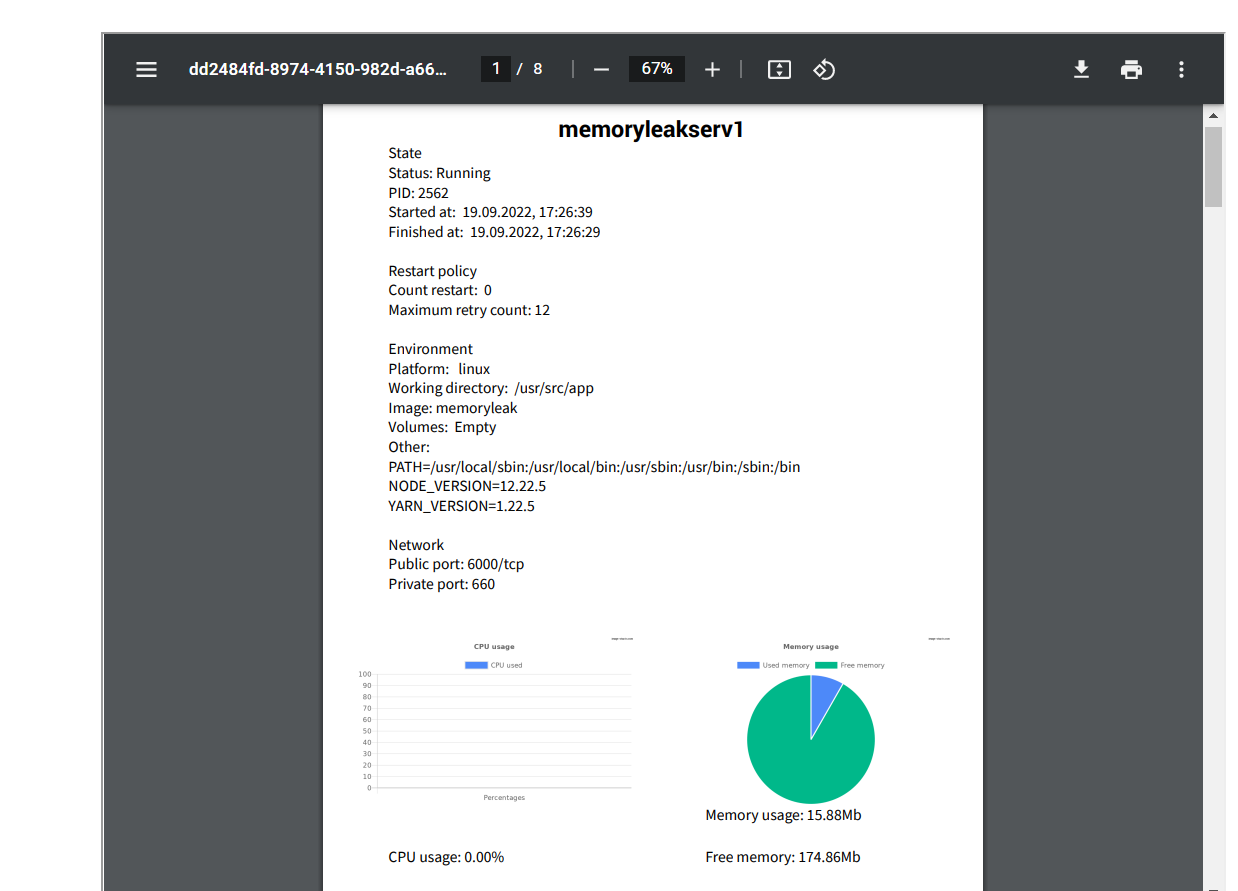 dd2484fd-8974-4150-982d-a66…
1 / 8
67%
memoryleakserv1
State
Status: Running
PID: 2562
Started at: 19.09.2022, 17:26:39
Finished at: 19.09.2022, 17:26:29
Restart policy
Count restart: 0
Maximum retry count: 12
Environment
Platform: linux
Working directory: /usr/src/app
Image: memoryleak
Volumes: Empty
Other:
PATH=/usr/local/sbin:/usr/local/bin:/usr/sbin:/usr/bin:/sbin:/bin
NODE_VERSION=12.22.5
YARN_VERSION=1.22.5
Network
Public port: 6000/tcp
Private port: 660
CPU usage
CPU used
100
90
80
70
60
50
40
30
20
10
0
Percentages
CPU usage: 0.00%
Memory usage
Used memory Free memory
Memory usage: 15.88Mb
Free memory: 174.86Mb